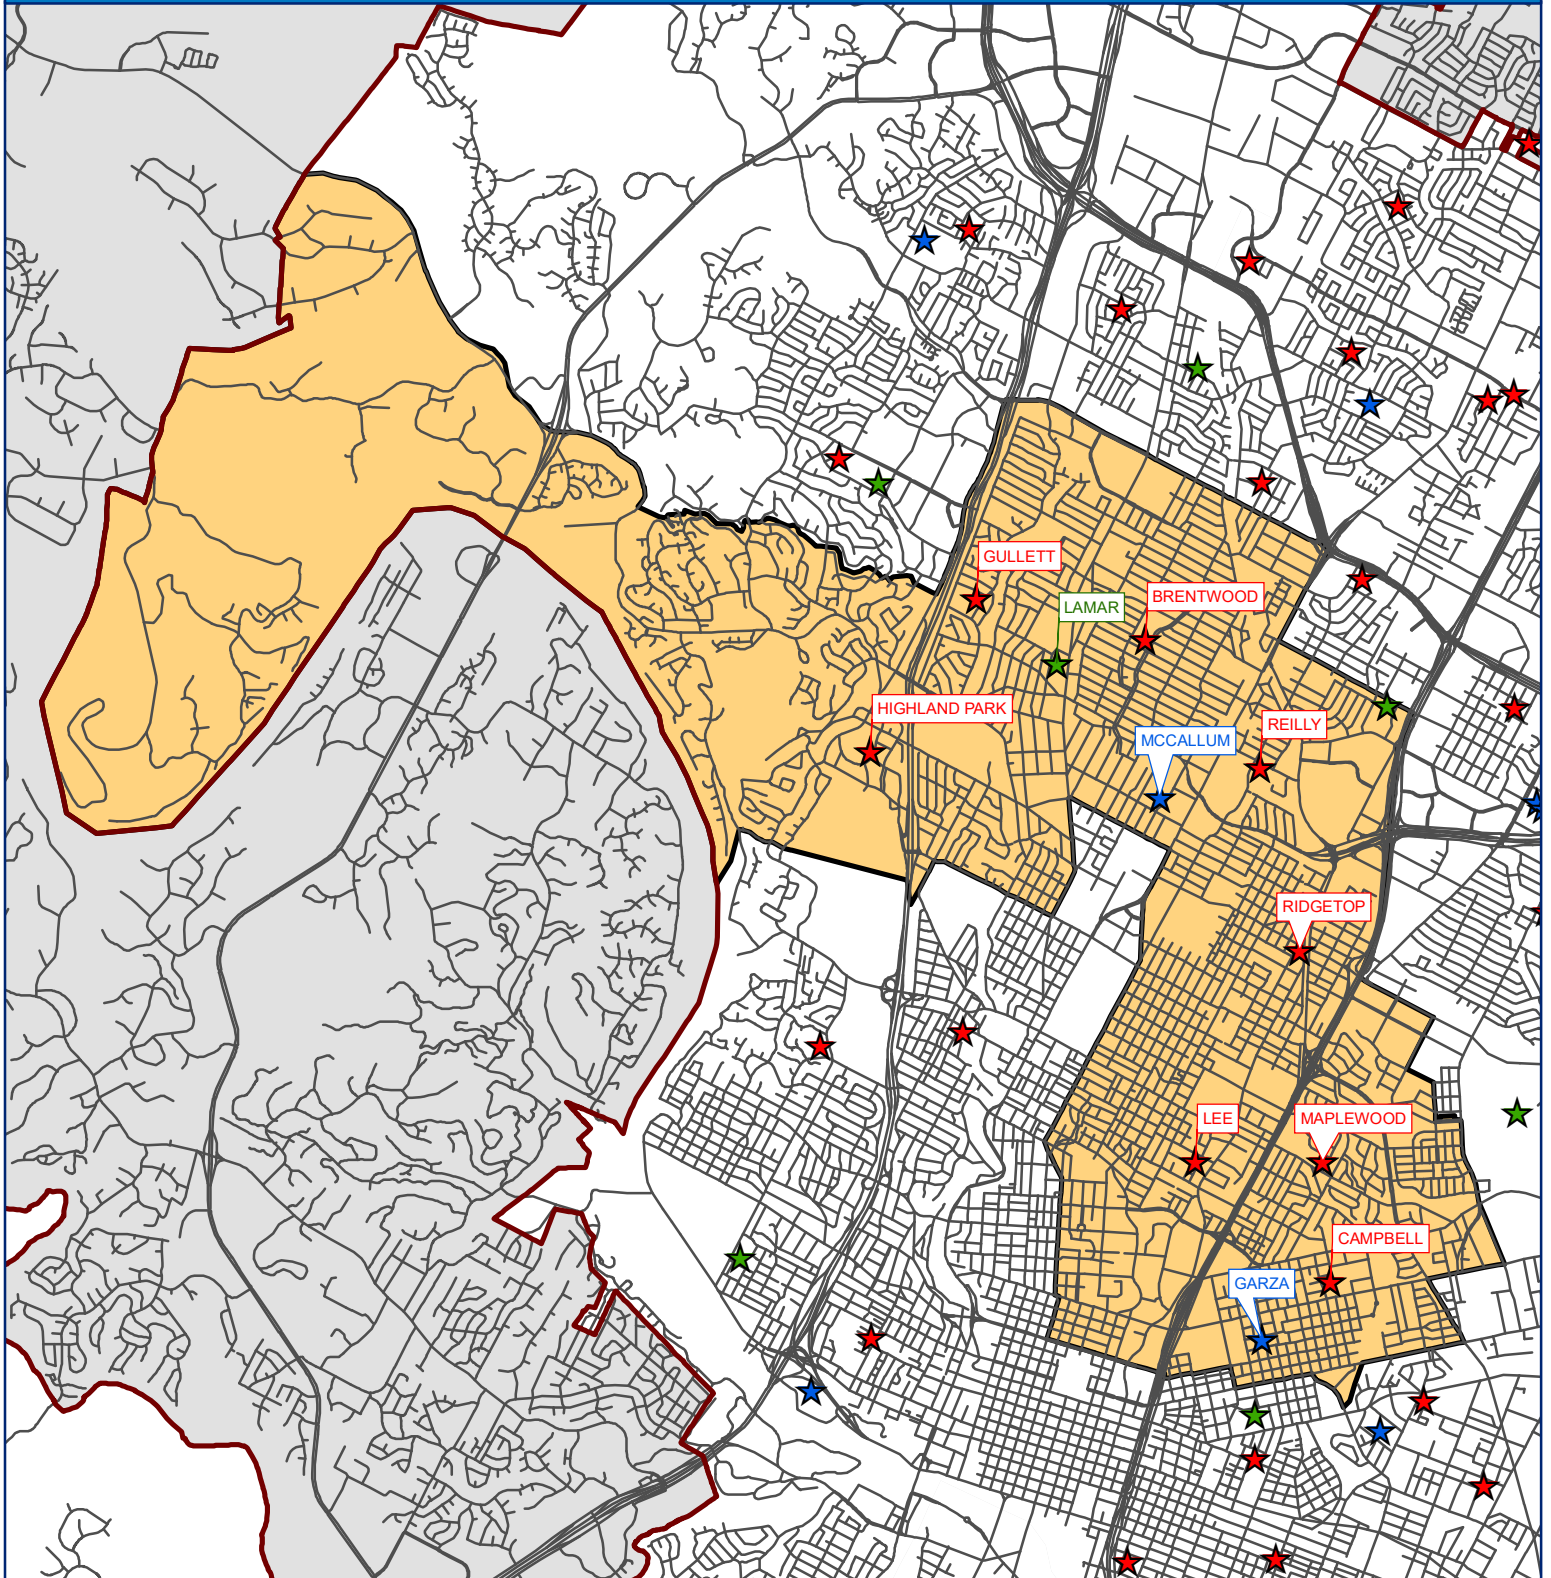 GULLETT
BRENTWOOD
LAMAR
HIGHLAND PARK
REILLY
MCCALLUM
RIDGETOP
LEE
MAPLEWOOD
CAMPBELL
GARZA